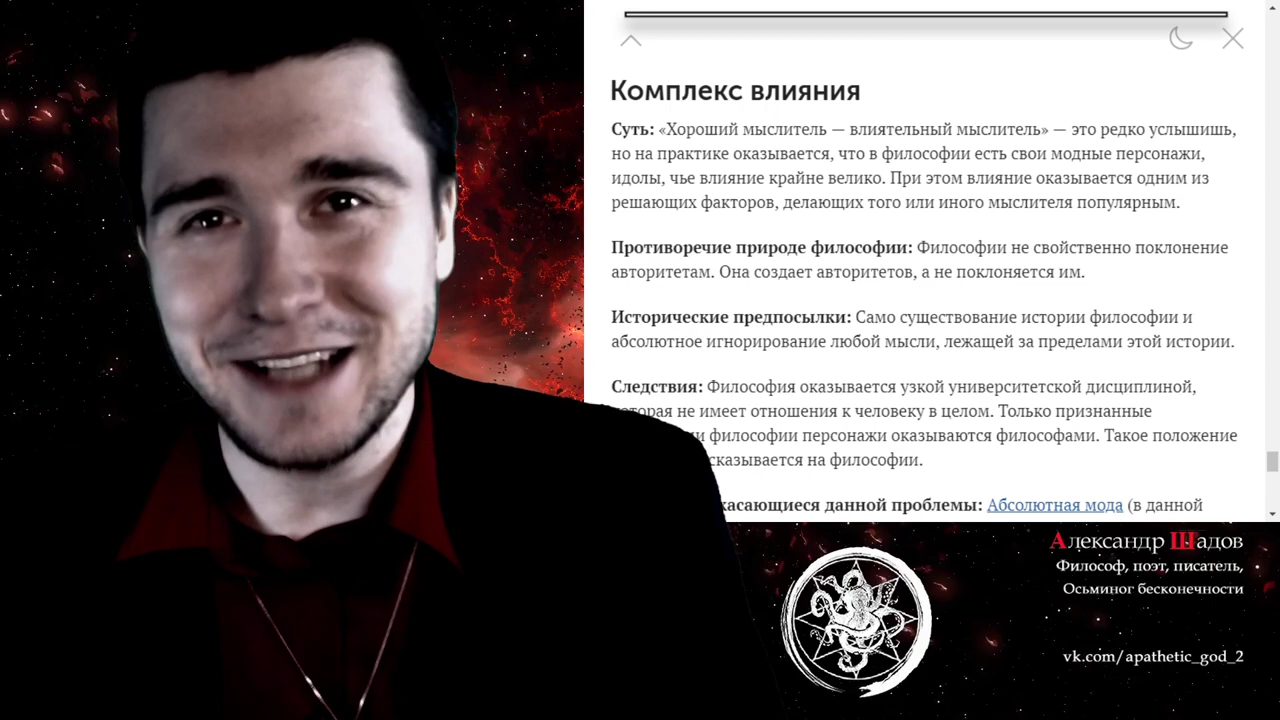 Комплекс влияния
Суть: «Хороший мыслитель — влиятельный мыслитель» — это редко услышишь,
но на практике оказывается, что в философии есть свои модные персонажи,
идолы, чье влияние крайне велико. При этом влияние оказывается одним из
решающих факторов, делающих того или иного мыслителя популярным.
Противоречие природе философии: Философии не свойственно поклонение
авторитетам. Она создает авторитетов, а не поклоняется им.
Исторические предпосылки: Само существование истории философии и
абсолютное игнорирование любой мысли, лежащей за пределами этой истории.
Следствия: Философия оказывается узкой университетской дисциплиной,
не имеет отношения к человеку в целом. Только признанные
философии персонажи оказываются философами. Такое положение
сказывается на философии.
данной проблемы: Абсолютная мода (в данной
Александр Шадов
Философ, поэт, писатель,
Осьминог бесконечности
vk.com/apathetic_god_2